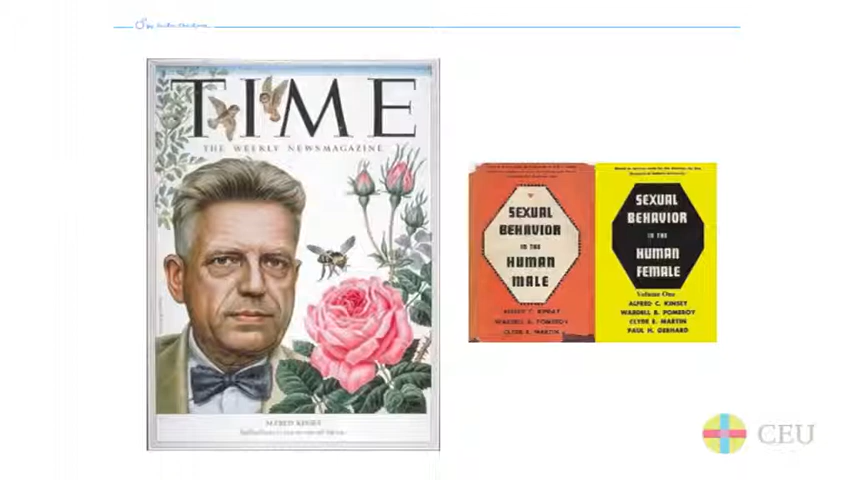 TIME
THE WEEKLY NEWSMAGAZINE
ALFRED KINSEY
SEXUAL
BEHAVIOR
IN THE
HUMAN
MALE
ALFRED C. KINSEY
WARDELL B. POMEROY
CLYDE E. MARTIN
SEXUAL
BEHAVIOR
IN THE
HUMAN
FEMALE
Volume One
ALFRED C. KINSEY
WARDELL B. POMEROY
CLYDE E. MARTIN
PAUL H. GEBHARD
CEU